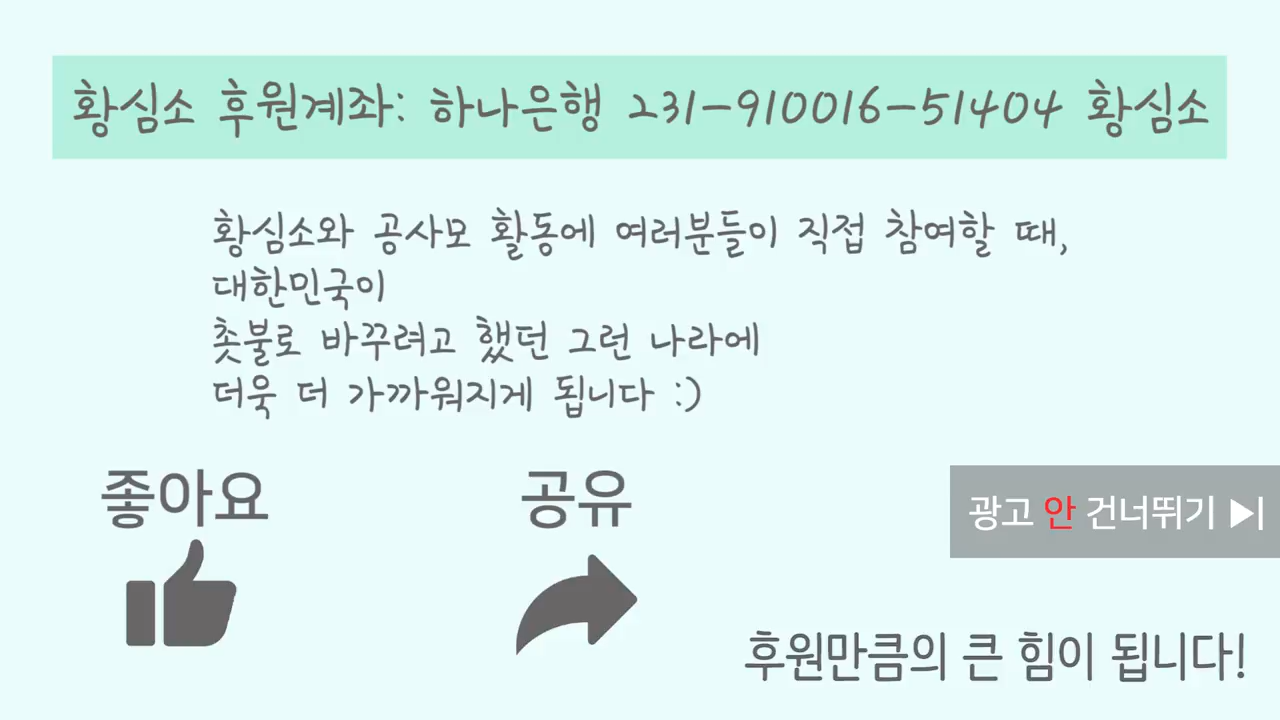 황심소 후원계좌: 하나은행 231-910016-51404 황심소
황심소와 공사모 활동에 여러분들이 직접 참여할 때,
대한민국이
촛불로 바꾸려고 했던 그런 나라에
더욱 더 가까워지게 됩니다 :)
좋아요
공유
광고 안 건너뛰기
후원만큼의 큰 힘이 됩니다!